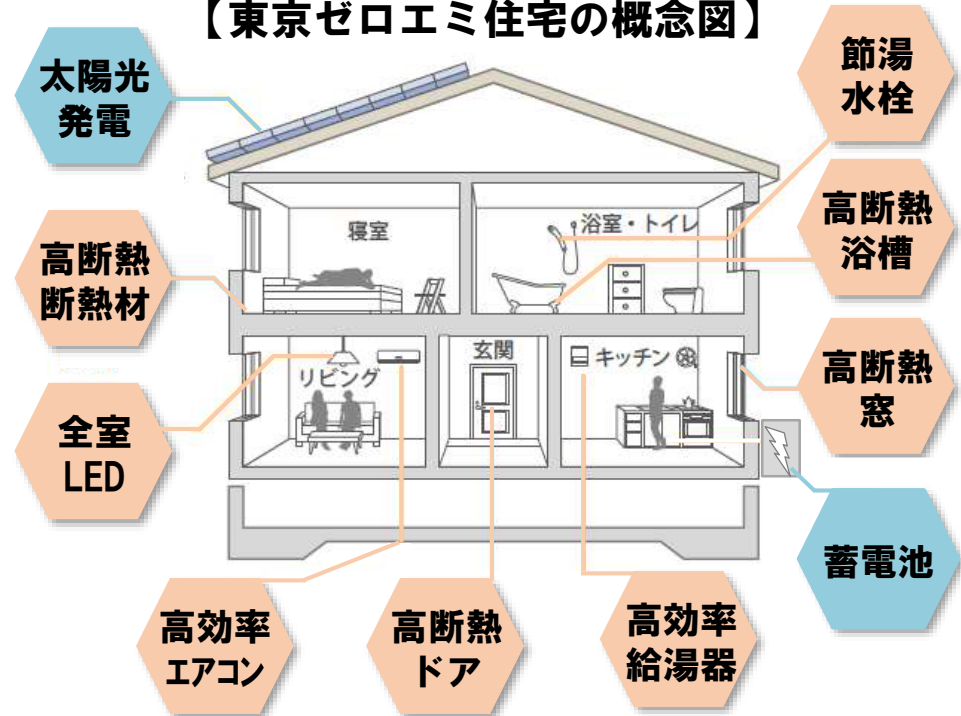 【東京ゼロエミ住宅の概念図】
太陽光
発電
節湯
水栓
寝室
浴室・トイレ
高断熱
浴槽
高断熱
断熱材
玄関
キッチン
リビング
高断熱
窓
全室
LED
蓄電池
高効率
エアコン
高断熱
ドア
高効率
給湯器